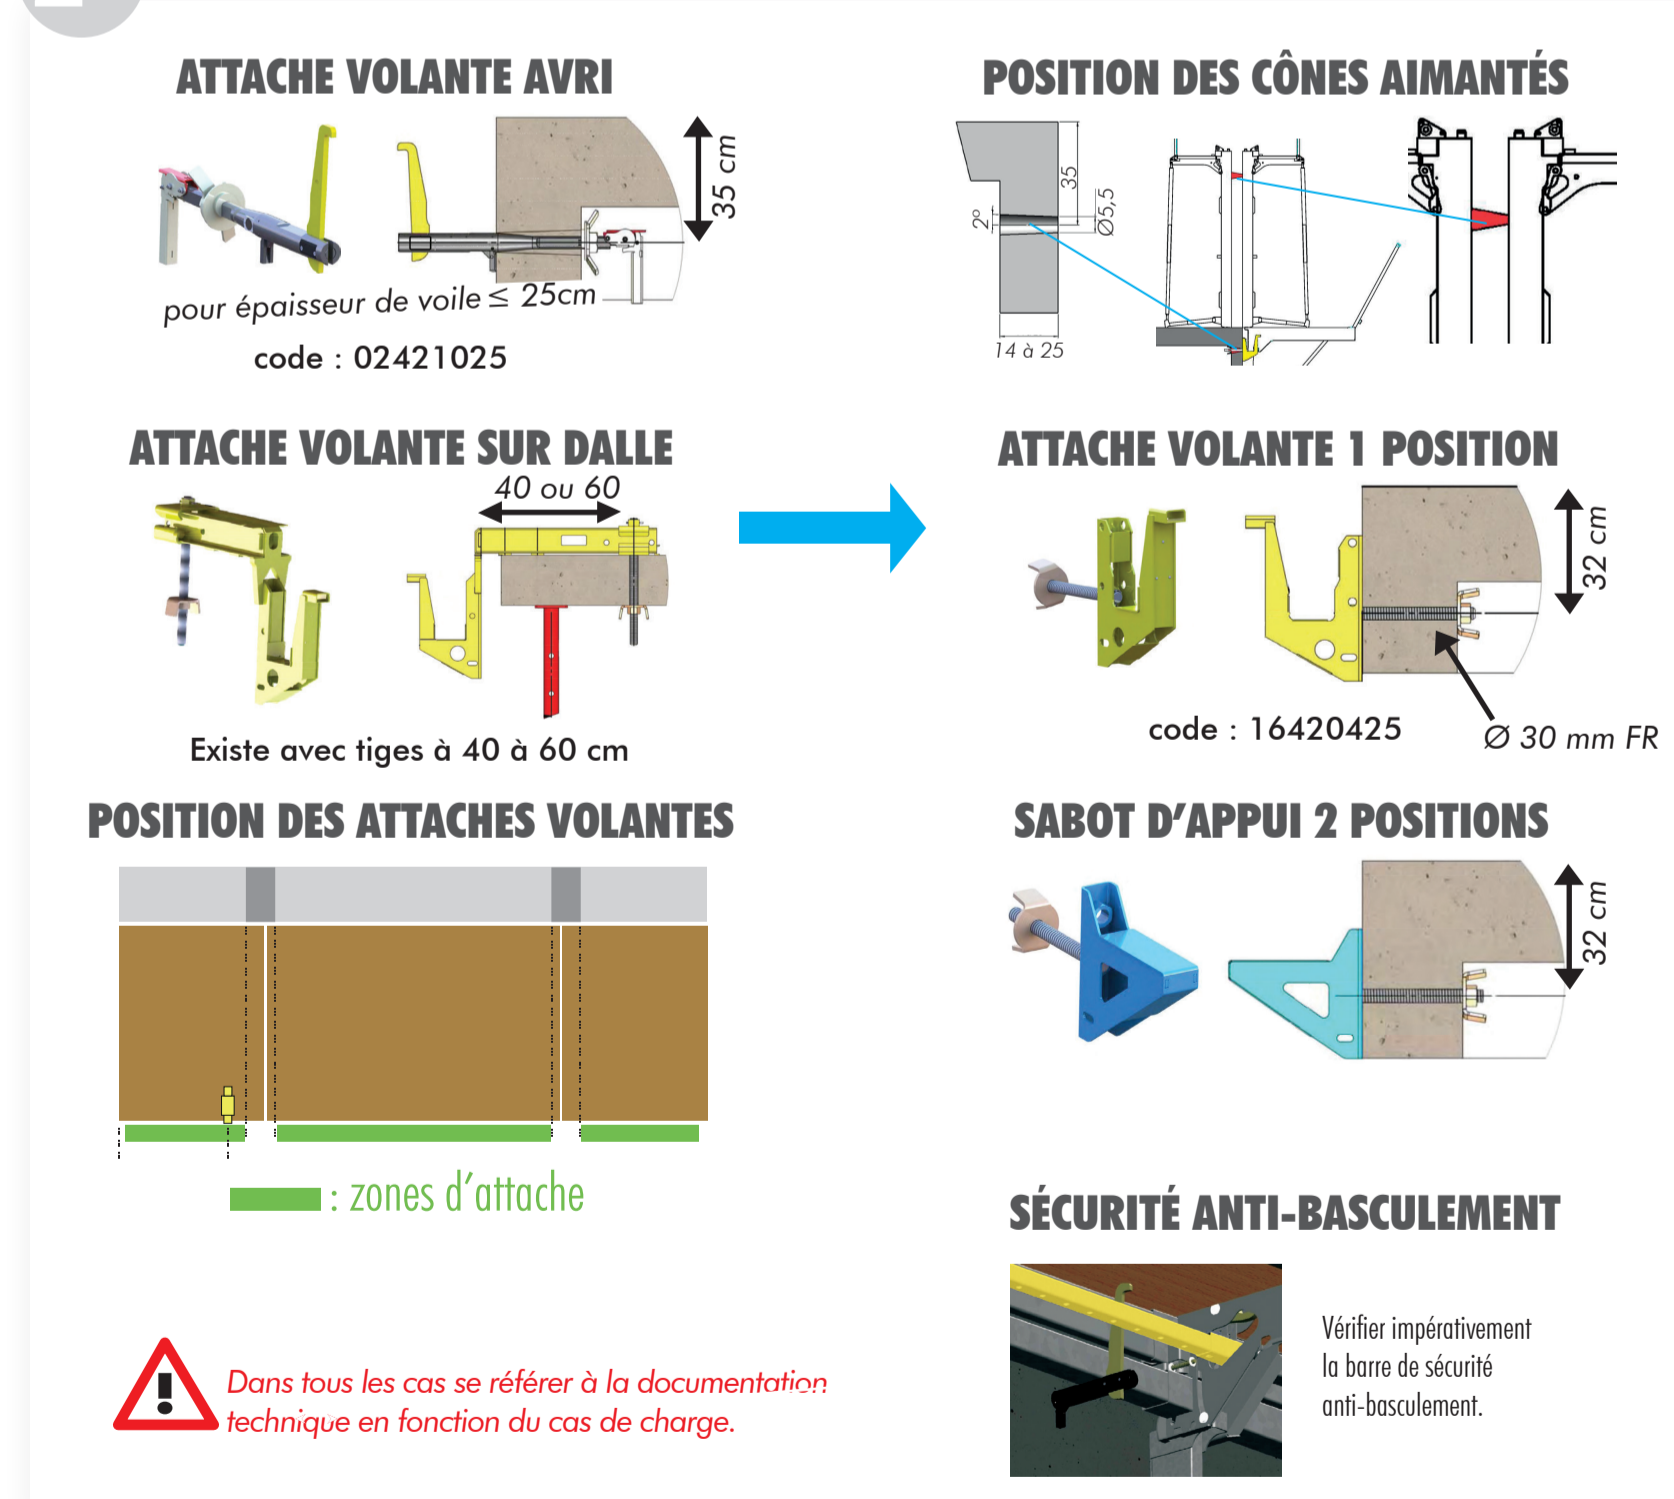 ATTACHE VOLANTE AVRI
35 cm
pour épaisseur de voile ≤ 25cm
code : 02421025
POSITION DES CÔNES AIMANTÉS
35
2°
Ø5,5
14 à 25
ATTACHE VOLANTE SUR DALLE
40 ou 60
Existe avec tiges à 40 à 60 cm
ATTACHE VOLANTE 1 POSITION
32 cm
code : 16420425
Ø 30 mm FR
POSITION DES ATTACHES VOLANTES
: zones d'attache
SABOT D'APPUI 2 POSITIONS
32 cm
SÉCURITÉ ANTI-BASCULEMENT
Vérifier impérativement
la barre de sécurité
anti-basculement.
Dans tous les cas se référer à la documentation
technique en fonction du cas de charge.